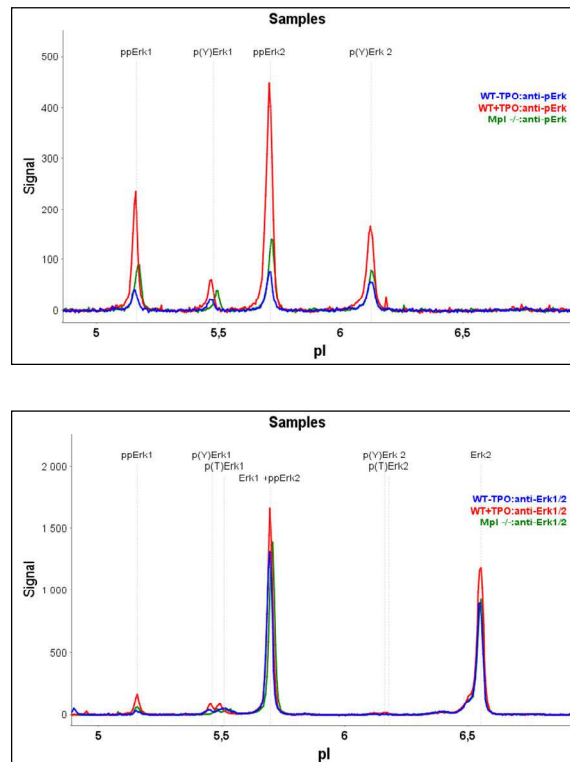 Samples
ppErk1 p(Y)Erk1 ppErk2 p(Y)Erk 2
500
400
300
200
100
0
WT-TPO:anti-pErk
WT+TPO:anti-pErk
Mpl -/-:anti-pErk
Signal
5 5,5 6 6,5
pI
Samples
ppErk1 p(Y)Erk1 p(Y)Erk 2 Erk2
p(T)Erk1 p(T)Erk2
Erk1 +ppErk2
2 000
1 500
1 000
500
0
WT-TPO:anti-Erk1/2
WT+TPO:anti-Erk1/2
Mpl -/-:anti-Erk1/2
Signal
5 5,5 6 6,5
pI